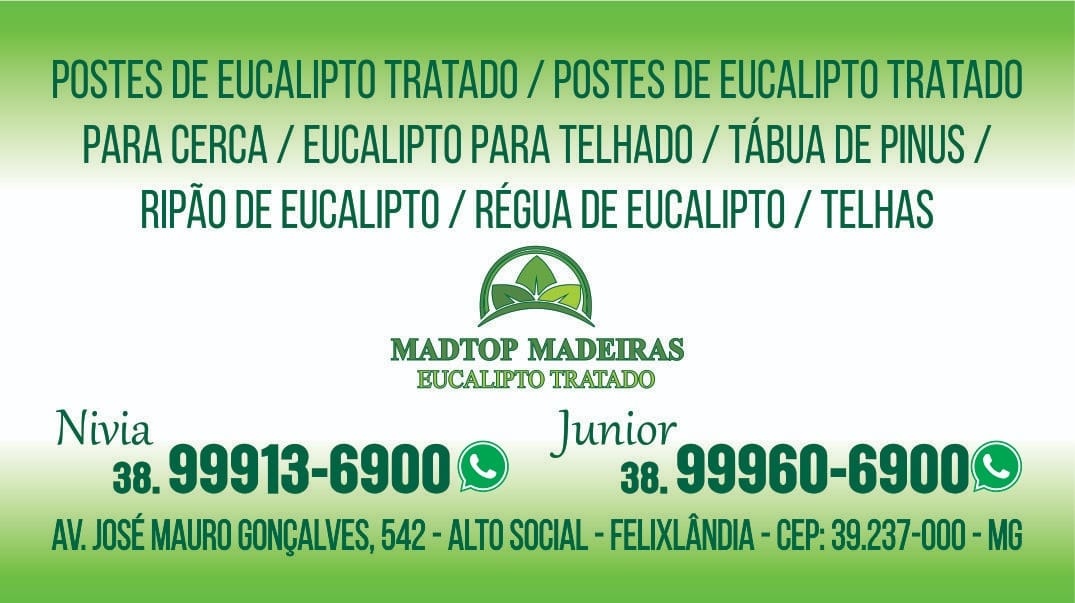 POSTES DE EUCALIPTO TRATADO / POSTES DE EUCALIPTO TRATADO
PARA CERCA / EUCALIPTO PARA TELHADO / TÁBUA DE PINUS /
RIPÃO DE EUCALIPTO / RÉGUA DE EUCALIPTO / TELHAS
MADTOP MADEIRAS
EUCALIPTO TRATADO
Nivia
38. 99913-6900
Junior
38. 99960-6900
AV. JOSÉ MAURO GONÇALVES, 542 - ALTO SOCIAL - FELIXLÂNDIA - CEP: 39.237-000 - MG